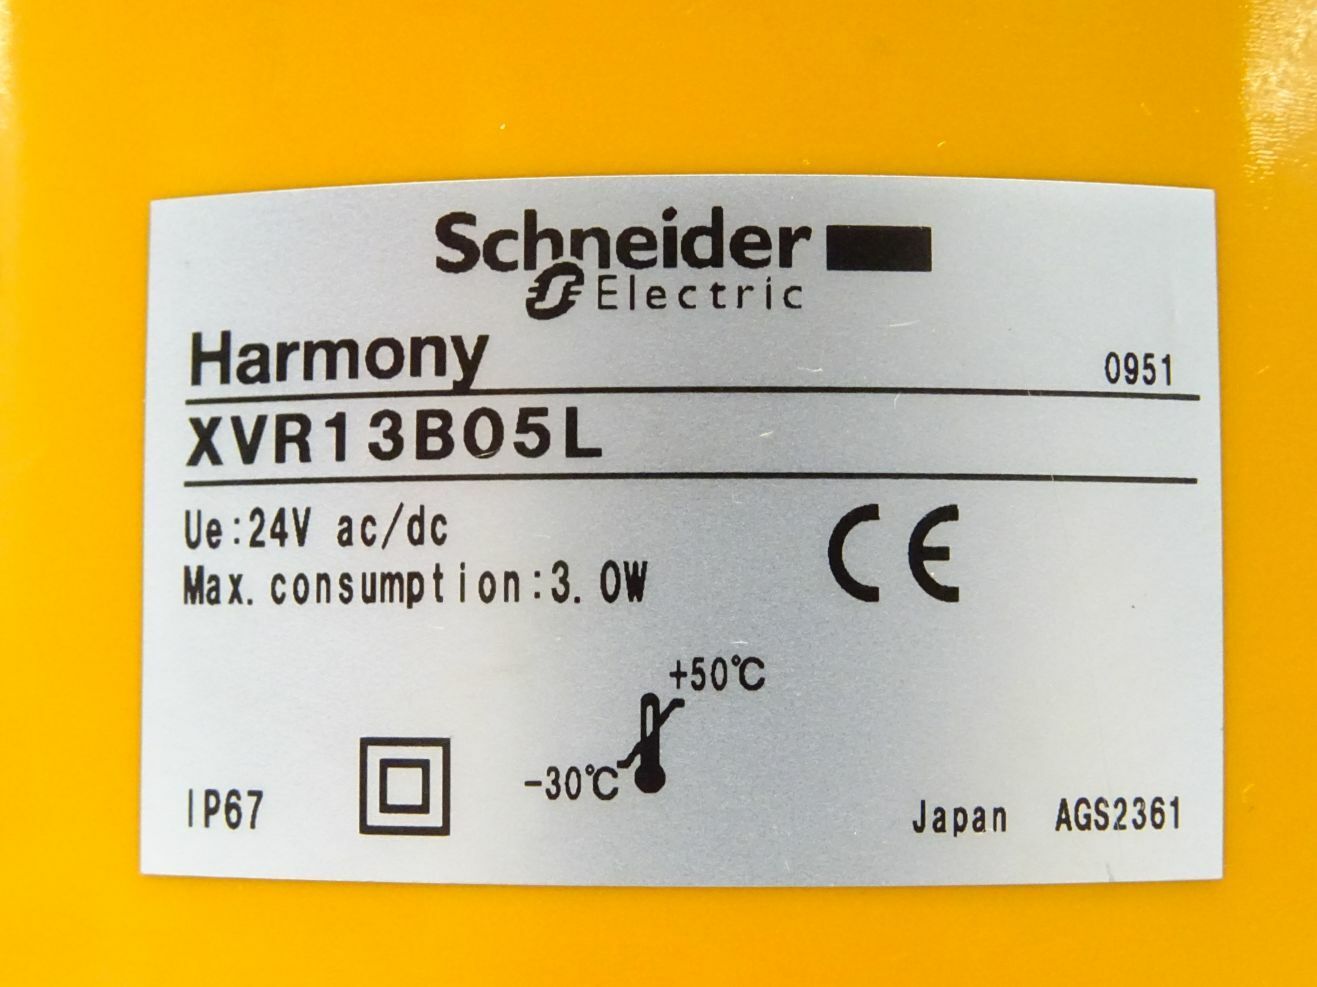 Schneider
Electric
Harmony 0951
XVR13B05L
Ue:24V ac/dc
Max. consumption:3.0W
CE
+50℃
-30℃
IP67
Japan AGS2361